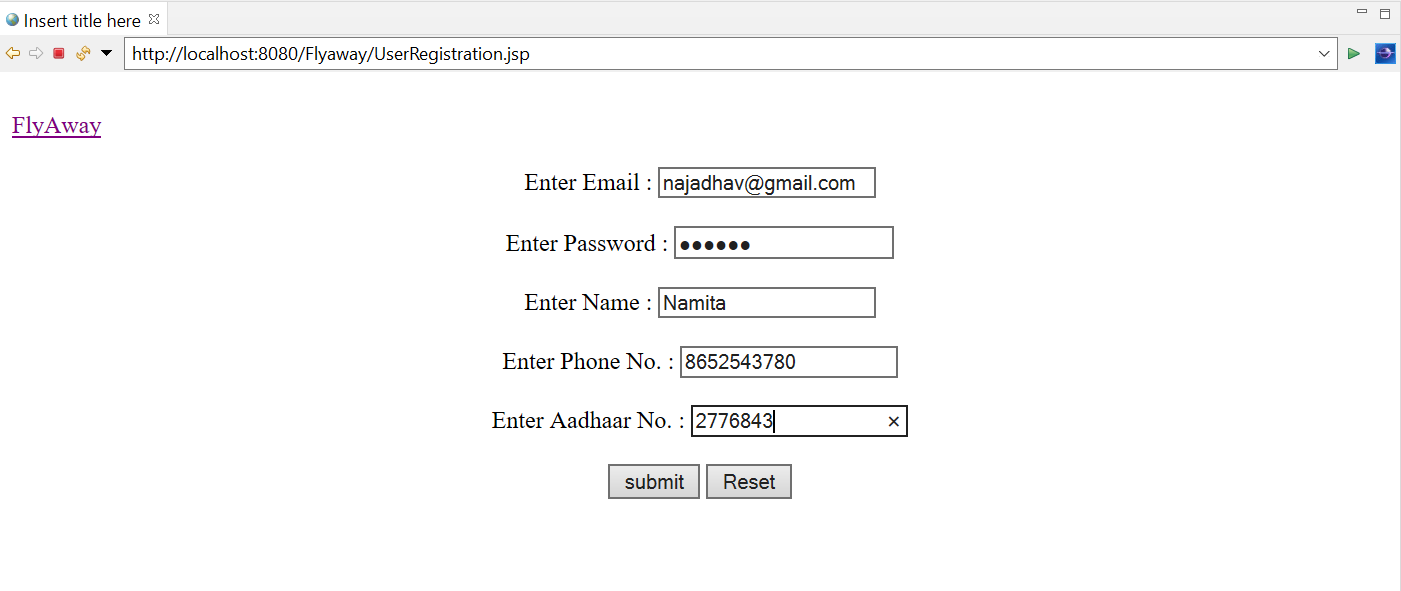 Insert title here
http://localhost:8080/Flyaway/UserRegistration.jsp
FlyAway
Enter Email : najadhav@gmail.com
Enter Password : ●●●●●●
Enter Name : Namita
Enter Phone No. : 8652543780
Enter Aadhaar No. : 2776843
submit Reset